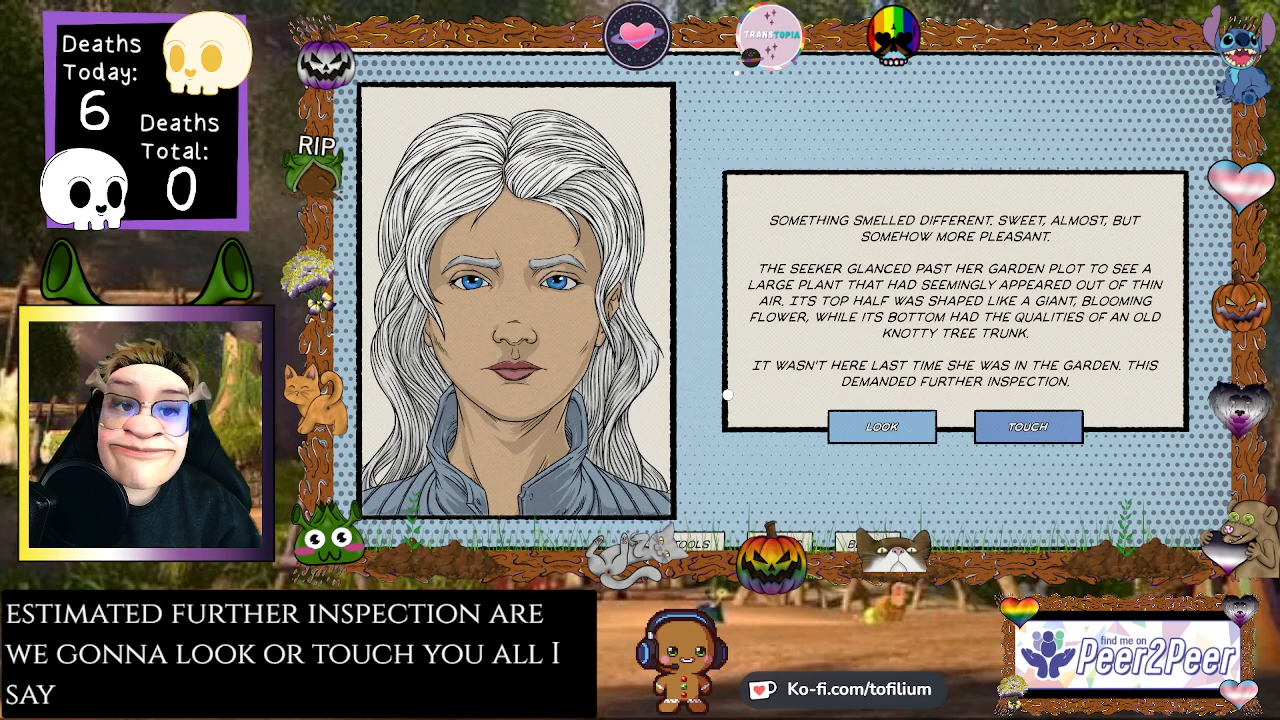 Deaths
Today:
6
Deaths
Total:
0
RIP
TRANSTOPIA
SOMETHING SMELLED DIFFERENT. SWEET, ALMOST, BUT
SOMEHOW MORE PLEASANT.
THE SEEKER GLANCED PAST HER GARDEN PLOT TO SEE A
LARGE PLANT THAT HAD SEEMINGLY APPEARED OUT OF THIN
AIR. ITS TOP HALF WAS SHAPED LIKE A GIANT, BLOOMING
FLOWER, WHILE ITS BOTTOM HAD THE QUALITIES OF AN OLD
KNOTTY TREE TRUNK.
IT WASN'T HERE LAST TIME SHE WAS IN THE GARDEN. THIS
DEMANDED FURTHER INSPECTION.
LOOK
TOUCH
ESTIMATED FURTHER INSPECTION ARE
WE GONNA LOOK OR TOUCH YOU ALL I
SAY
find me on
Peer2Peer
Ko-fi.com/tofilium